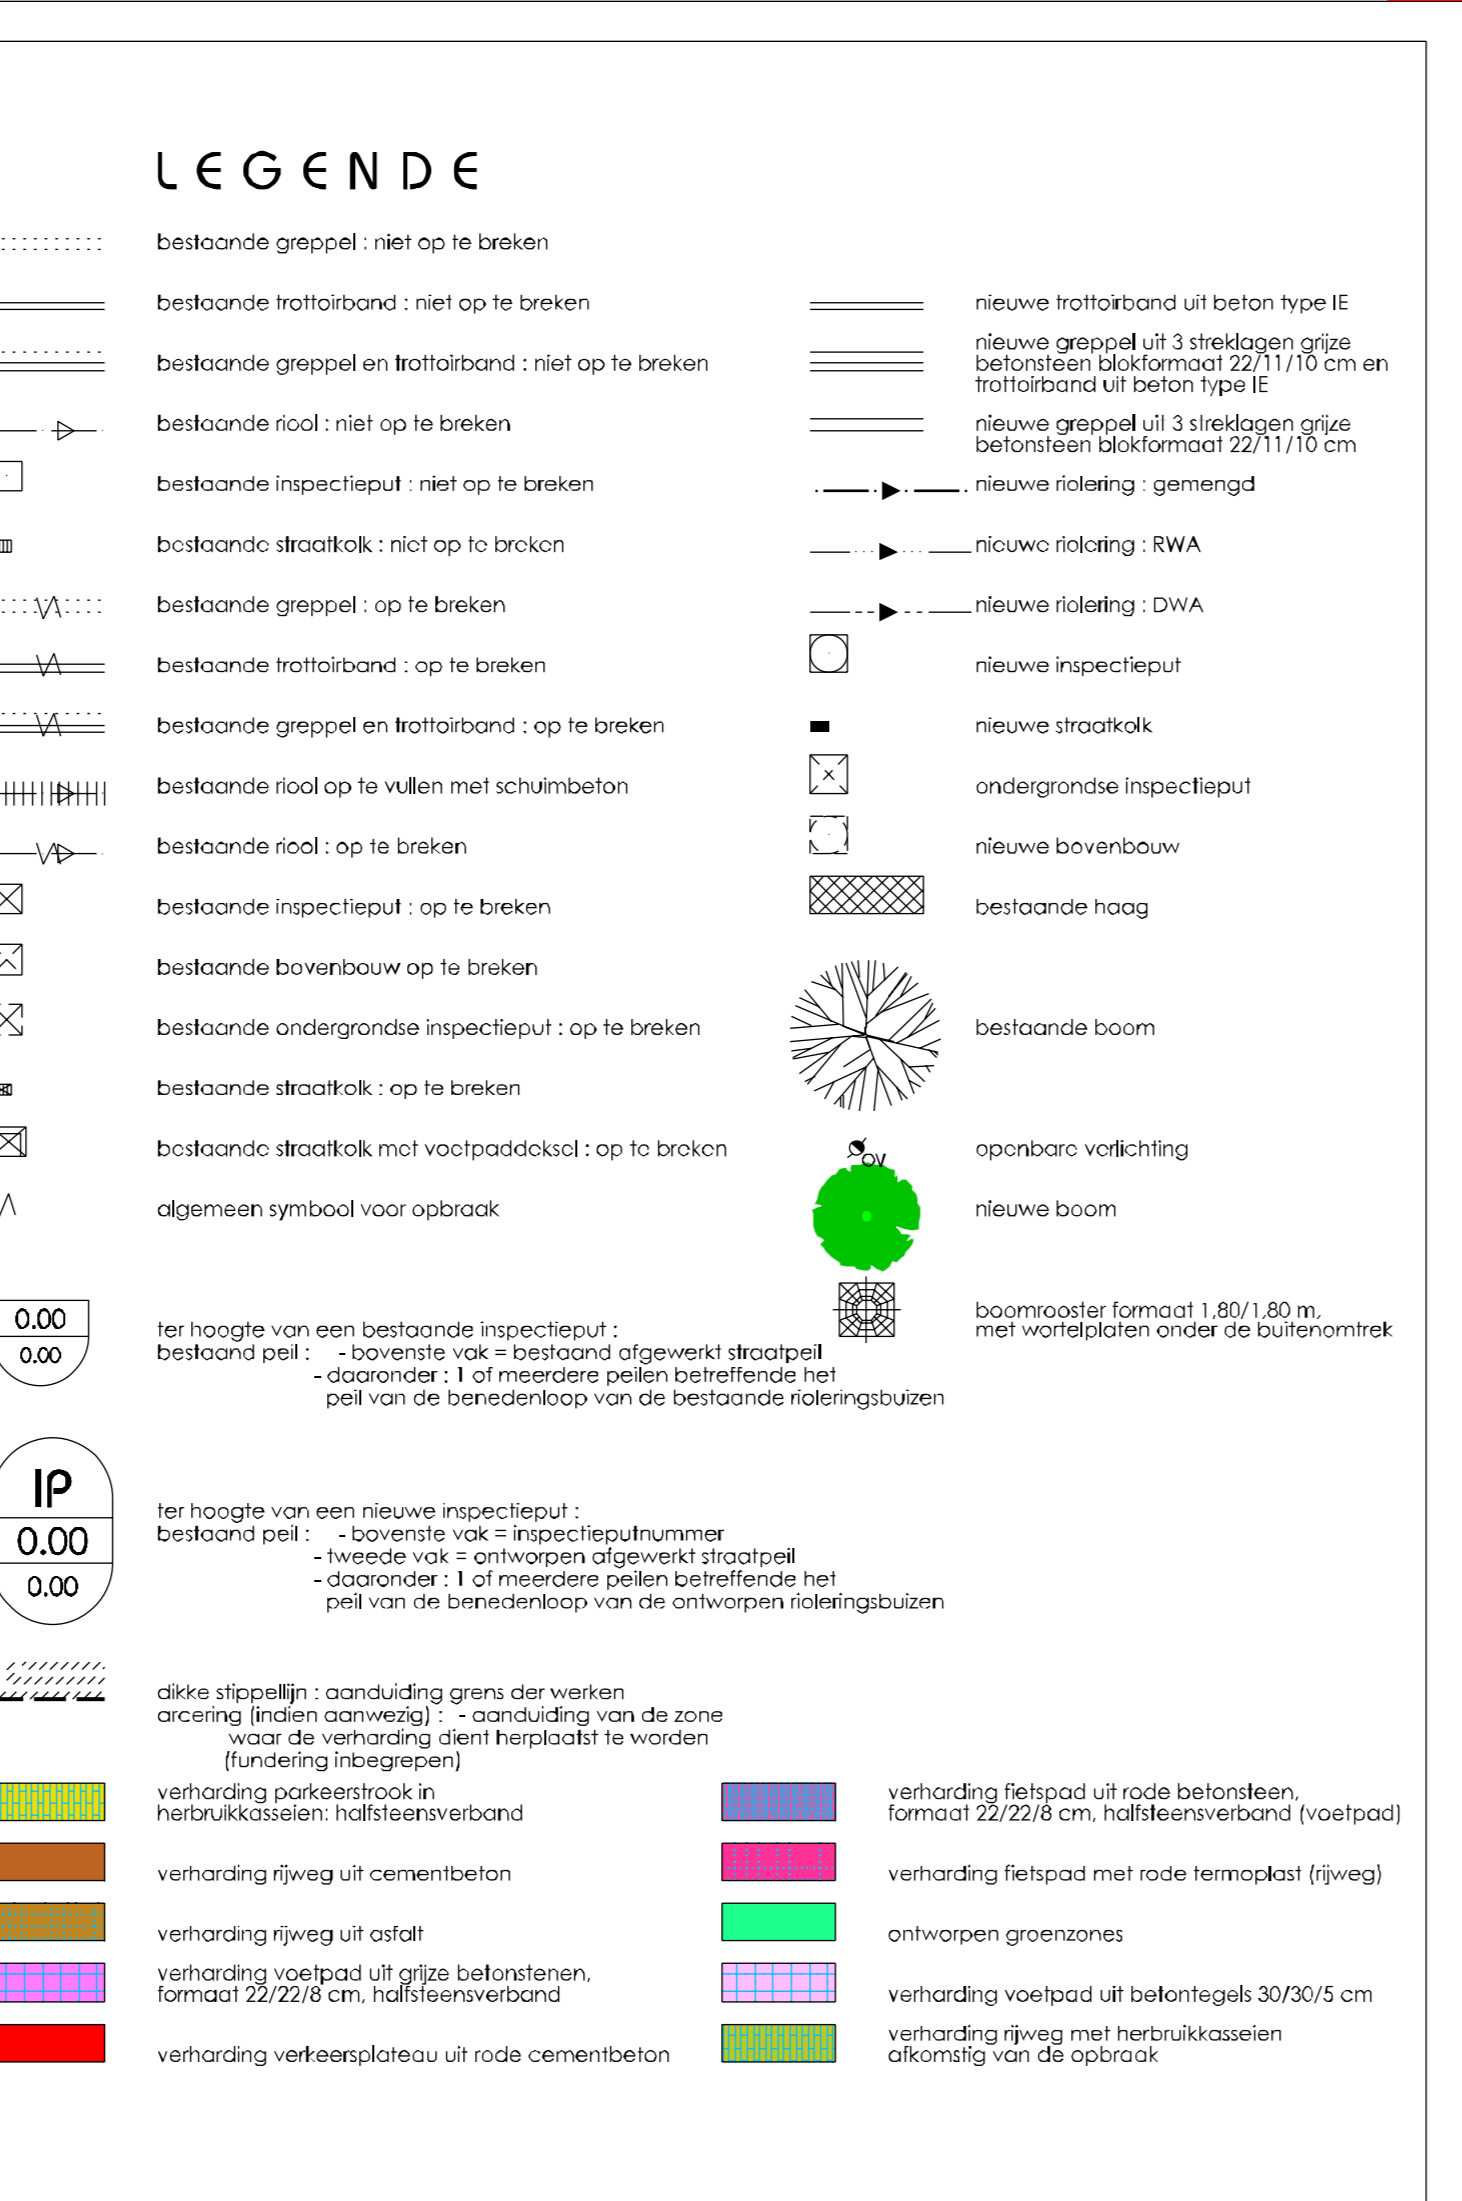 LEGENDE
bestaande greppel : niet op te breken
bestaande trottoirband : niet op te breken
bestaande greppel en trottoirband : niet op te breken
bestaande riool : niet op te breken
bestaande inspectieput : niet op te breken
bestaande straatkolk : niet op te breken
bestaande greppel : op te breken
bestaande trottoirband : op te breken
bestaande greppel en trottoirband : op te breken
bestaande riool op te vullen met schuimbeton
bestaande riool : op te breken
bestaande inspectieput : op te breken
bestaande bovenbouw op te breken
bestaande ondergrondse inspectieput : op te breken
bestaande straatkolk : op te breken
bestaande straatkolk met voetpaddeksel : op te breken
algemeen symbool voor opbraak
nieuwe trottoirband uit beton type IE
nieuwe greppel uit 3 streklagen grijze
betonsteen blokformaat 22/11/10 cm en
trottoirband uit beton type IE
nieuwe greppel uit 3 streklagen grijze
betonsteen blokformaat 22/11/10 cm
nieuwe riolering : gemengd
nieuwe riolering : RWA
nieuwe riolering : DWA
nieuwe inspectieput
nieuwe straatkolk
ondergrondse inspectieput
nieuwe bovenbouw
bestaande haag
bestaande boom
OV
openbare verlichting
nieuwe boom
boomrooster formaat 1,80/1,80 m,
met wortelplaten onder de buitenomtrek
0.00
0.00
ter hoogte van een bestaande inspectieput :
bestaand peil : - bovenste vak = bestaand afgewerkt straatpeil
- daaronder : 1 of meerdere peilen betreffende het
peil van de benedenloop van de bestaande rioleringsbuizen
IP
0.00
0.00
ter hoogte van een nieuwe inspectieput :
bestaand peil : - bovenste vak = inspectieputnummer
- tweede vak = ontworpen afgewerkt straatpeil
- daaronder : 1 of meerdere peilen betreffende het
peil van de benedenloop van de ontworpen rioleringsbuizen
dikke stippellijn : aanduiding grens der werken
arcering (indien aanwezig) : - aanduiding van de zone
waar de verharding dient herplaatst te worden
(fundering inbegrepen)
verharding parkeerstrook in
herbruikkasseien: halfsteensverband
verharding rijweg uit cementbeton
verharding rijweg uit asfalt
verharding voetpad uit grijze betonstenen,
formaat 22/22/8 cm, halfsteensverband
verharding verkeersplateau uit rode cementbeton
verharding fietspad uit rode betonsteen,
formaat 22/22/8 cm, halfsteensverband (voetpad)
verharding fietspad met rode termoplast (rijweg)
ontworpen groenzones
verharding voetpad uit betontegels 30/30/5 cm
verharding rijweg met herbruikkasseien
afkomstig van de opbraak